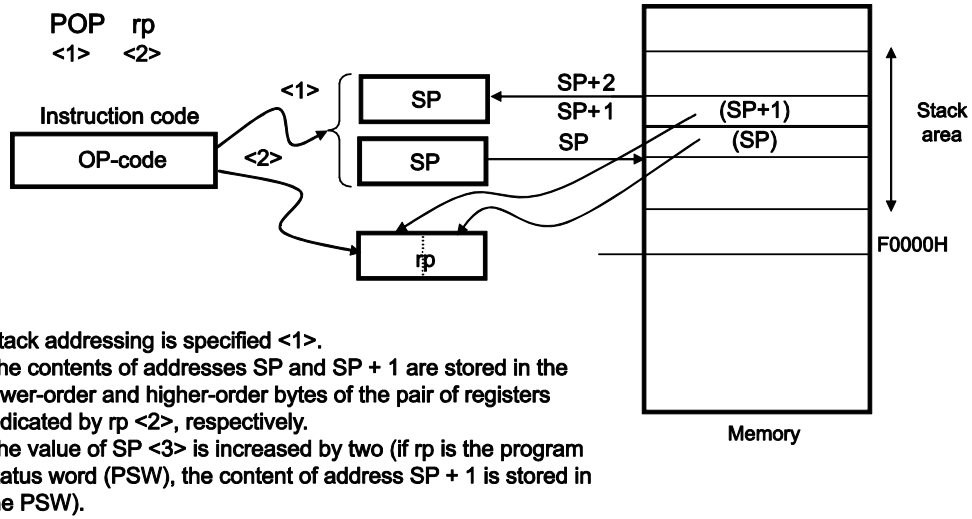 POP rp
<1> <2>
Instruction code
OP-code
<1>
<2>
SP
SP
rp
SP+2
SP+1
SP
(SP+1)
(SP)
Stack
area
F0000H
Memory
tack addressing is specified <1>.
he contents of addresses SP and SP + 1 are stored in the
wer-order and higher-order bytes of the pair of registers
dicated by rp <2>, respectively.
he value of SP <3> is increased by two (if rp is the program
tatus word (PSW), the content of address SP + 1 is stored in
he PSW).